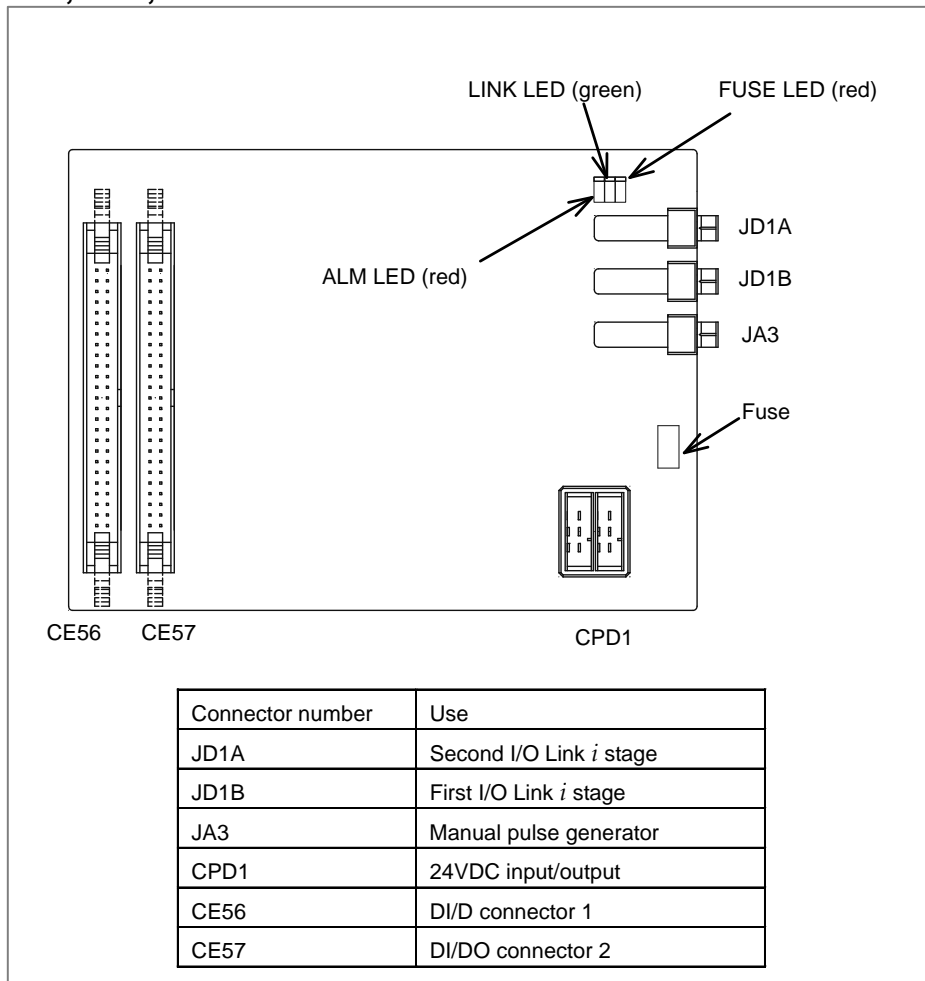 LINK LED (green) FUSE LED (red)
JD1A
ALM LED (red) JD1B
JA3
Fuse
CE56 CE57 CPD1
Connector number Use
JD1A Second I/O Link i stage
JD1B First I/O Link i stage
JA3 Manual pulse generator
CPD1 24VDC input/output
CE56 DI/D connector 1
CE57 DI/DO connector 2